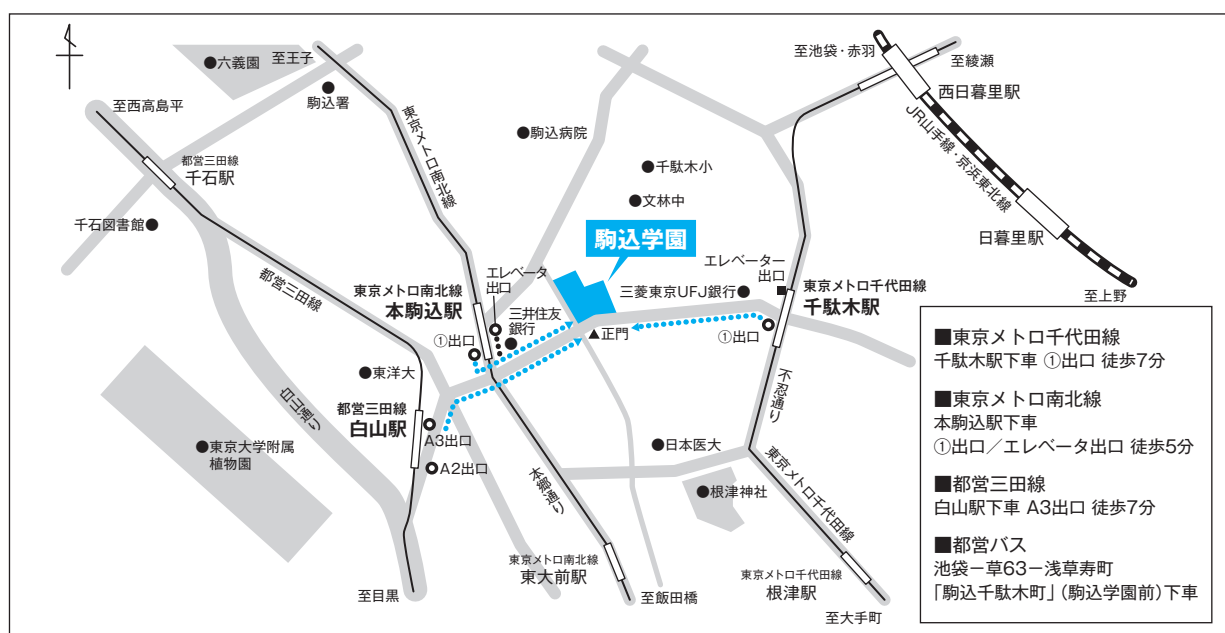 至池袋・赤羽
至綾瀬
西日暮里駅
JR山手線・京浜東北線
日暮里駅
至上野
六義園
至王子
駒込署
至西高島平
東京メトロ南北線
駒込病院
千駄木小
文林中
都営三田線
千石駅
千石図書館
都営三田線
駒込学園
エレベータ
出口
三井住友
銀行
エレベーター
出口
三菱東京UFJ銀行
東京メトロ南北線
本駒込駅
①出口
▲正門
①出口
東京メトロ千代田線
千駄木駅
東洋大
白山通り
都営三田線
白山駅
A3出口
A2出口
東京大学附属
植物園
不忍通り
日本医大
根津神社
本郷通り
東京メトロ千代田線
東京メトロ南北線
東大前駅
東京メトロ千代田線
根津駅
至目黒
至飯田橋
至大手町
■東京メトロ千代田線
千駄木駅下車 ①出口 徒歩7分
■東京メトロ南北線
本駒込駅下車
①出口／エレベータ出口 徒歩5分
■都営三田線
白山駅下車 A3出口 徒歩7分
■都営バス
池袋－草63－浅草寿町
「駒込千駄木町」（駒込学園前）下車